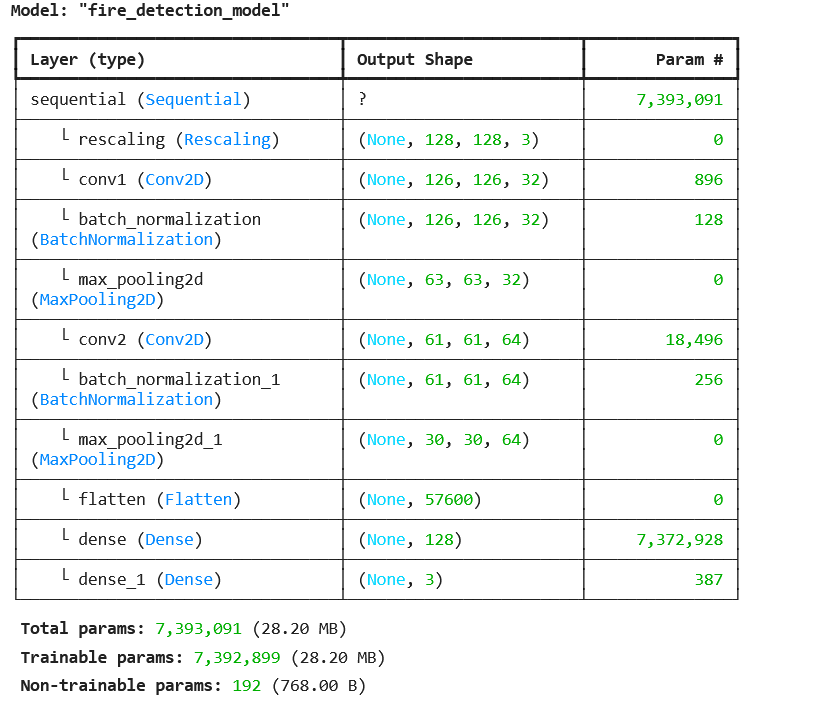 Model: "fire_detection_model"
Layer (type) Output Shape Param #
sequential (Sequential) ? 7,393,091
└ rescaling (Rescaling) (None, 128, 128, 3) 0
└ conv1 (Conv2D) (None, 126, 126, 32) 896
└ batch_normalization (None, 126, 126, 32) 128
(BatchNormalization)
└ max_pooling2d (None, 63, 63, 32) 0
(MaxPooling2D)
└ conv2 (Conv2D) (None, 61, 61, 64) 18,496
└ batch_normalization_1 (None, 61, 61, 64) 256
(BatchNormalization)
└ max_pooling2d_1 (None, 30, 30, 64) 0
(MaxPooling2D)
└ flatten (Flatten) (None, 57600) 0
└ dense (Dense) (None, 128) 7,372,928
└ dense_1 (Dense) (None, 3) 387
Total params: 7,393,091 (28.20 MB)
Trainable params: 7,392,899 (28.20 MB)
Non-trainable params: 192 (768.00 B)